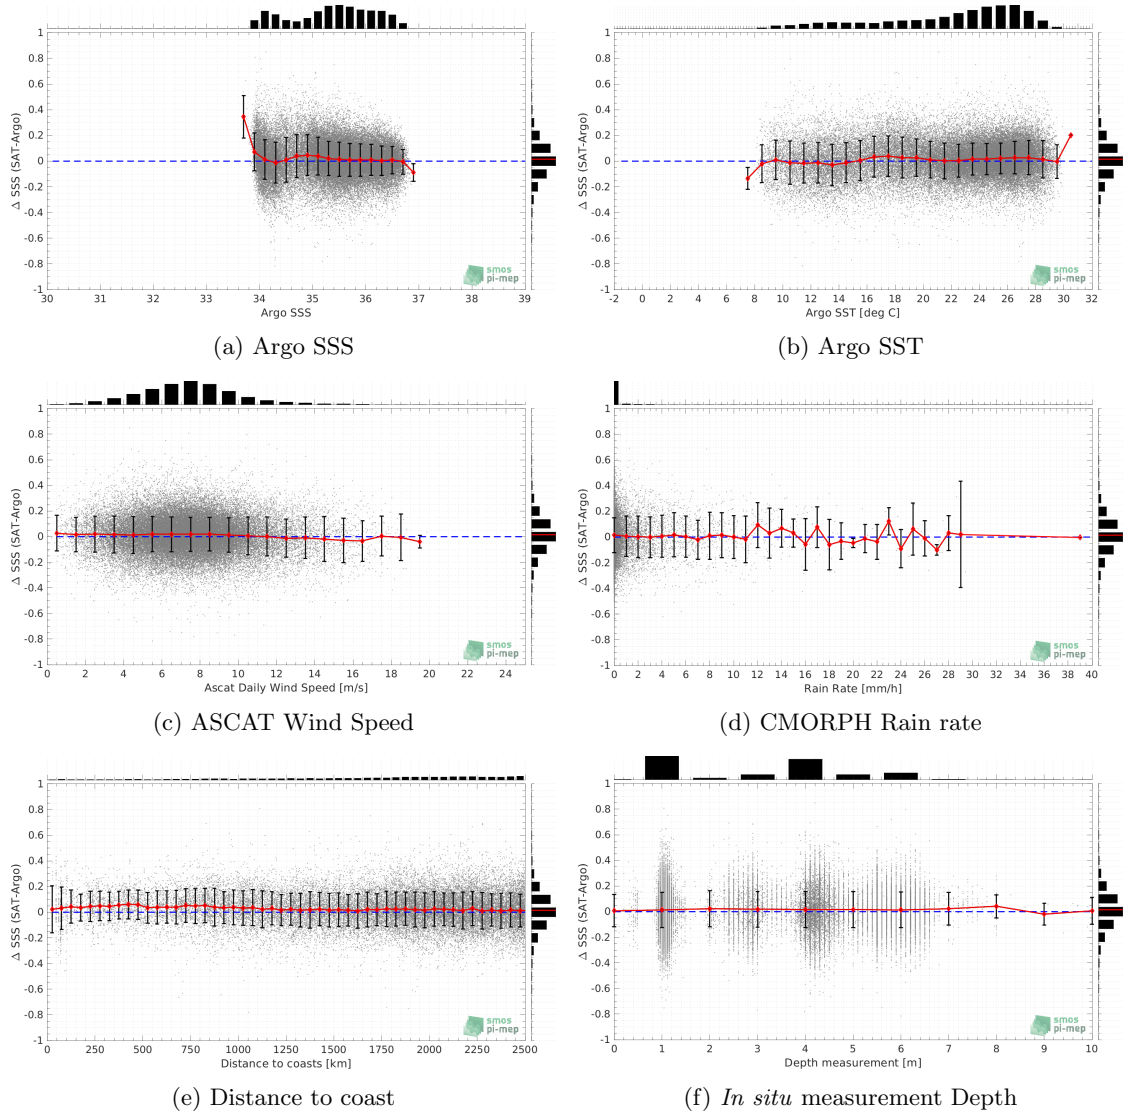 1
0.8
0.6
0.4
0.2
0
-0.2
-0.4
-0.6
-0.8
-1
Δ SSS (SAT-Argo)
30 31 32 33 34 35 36 37 38 39
Argo SSS
smos
pi-mep
(a) Argo SSS
1
0.8
0.6
0.4
0.2
0
-0.2
-0.4
-0.6
-0.8
-1
Δ SSS (SAT-Argo)
-2 0 2 4 6 8 10 12 14 16 18 20 22 24 26 28 30 32
Argo SST [deg C]
smos
pi-mep
(b) Argo SST
1
0.8
0.6
0.4
0.2
0
-0.2
-0.4
-0.6
-0.8
-1
Δ SSS (SAT-Argo)
0 2 4 6 8 10 12 14 16 18 20 22 24
Ascat Daily Wind Speed [m/s]
smos
pi-mep
(c) ASCAT Wind Speed
1
0.8
0.6
0.4
0.2
0
-0.2
-0.4
-0.6
-0.8
-1
Δ SSS (SAT-Argo)
0 2 4 6 8 10 12 14 16 18 20 22 24 26 28 30 32 34 36 38 40
Rain Rate [mm/h]
smos
pi-mep
(d) CMORPH Rain rate
1
0.8
0.6
0.4
0.2
0
-0.2
-0.4
-0.6
-0.8
-1
Δ SSS (SAT-Argo)
0 250 500 750 1000 1250 1500 1750 2000 2250 2500
Distance to coasts [km]
smos
pi-mep
(e) Distance to coast
1
0.8
0.6
0.4
0.2
0
-0.2
-0.4
-0.6
-0.8
-1
Δ SSS (SAT-Argo)
0 1 2 3 4 5 6 7 8 9 10
Depth measurement [m]
smos
pi-mep
(f) In situ measurement Depth